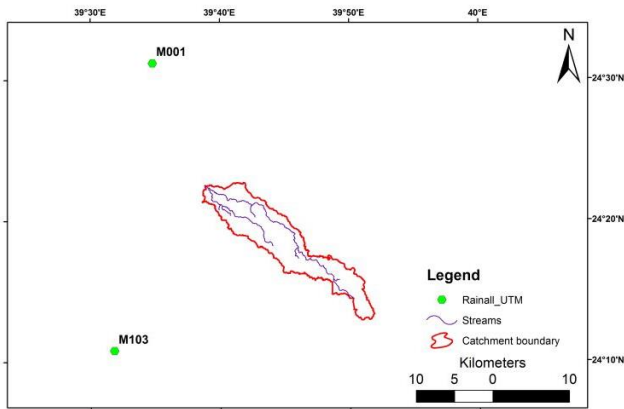 39°30'E 39°40'E 39°50'E 40°E
N
M001
24°30'N
24°20'N
Legend
Rainall_UTM
Streams
Catchment boundary
M103
24°10'N
Kilometers
10 5 0 10